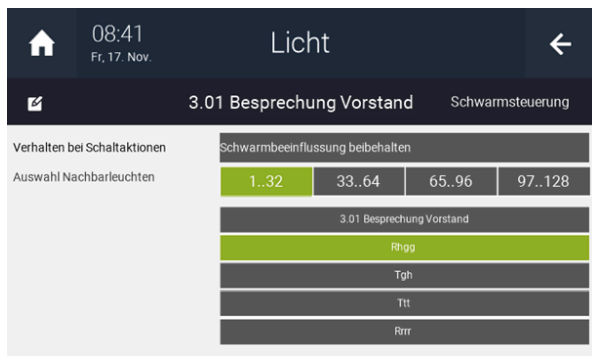 08:41
Fr, 17. Nov.
Licht
3.01 Besprechung Vorstand
Schwarmsteuerung
Verhalten bei Schaltaktionen
Schwarmbeeinflussung beibehalten
Auswahl Nachbarleuchten
1..32
33..64
65..96
97..128
3.01 Besprechung Vorstand
Rhgg
Tgh
Ttt
Rrrr